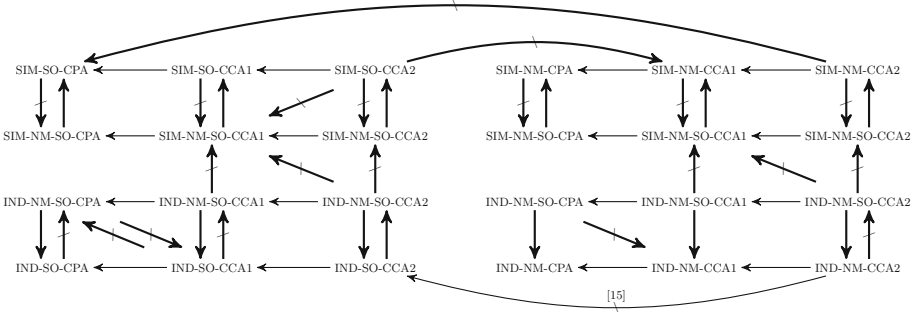 SIM-SO-CPA SIM-SO-CCA1 SIM-SO-CCA2 SIM-NM-CPA SIM-NM-CCA1 SIM-NM-CCA2
SIM-NM-SO-CPA SIM-NM-SO-CCA1 SIM-NM-SO-CCA2 SIM-NM-SO-CPA SIM-NM-SO-CCA1 SIM-NM-SO-CCA2
IND-NM-SO-CPA IND-NM-SO-CCA1 IND-NM-SO-CCA2 IND-NM-SO-CPA IND-NM-SO-CCA1 IND-NM-SO-CCA2
IND-SO-CPA IND-SO-CCA1 IND-SO-CCA2 IND-NM-CPA IND-NM-CCA1 IND-NM-CCA2
[15]